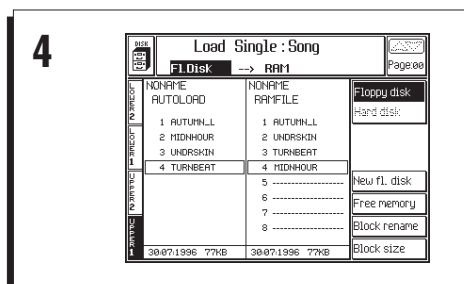 4
DISK
Load Single : Song
Fl.Disk --> RAM
Page:00
LOWER 2
LOWER 1
UPPER 2
UPPER 1
NONAME
AUTOLOAD
1 AUTUMN_L
2 MIDNHOUR
3 UNDRSKIN
4 TURNBEAT
30:07:1996 77KB
NONAME
RAMFILE
1 AUTUMN_L
2 UNDRSKIN
3 TURNBEAT
4 MIDNHOUR
5 ------------------
6 ------------------
7 ------------------
8 ------------------
30:07:1996 77KB
Floppy disk
Hard disk
New fl. disk
Free memory
Block rename
Block size